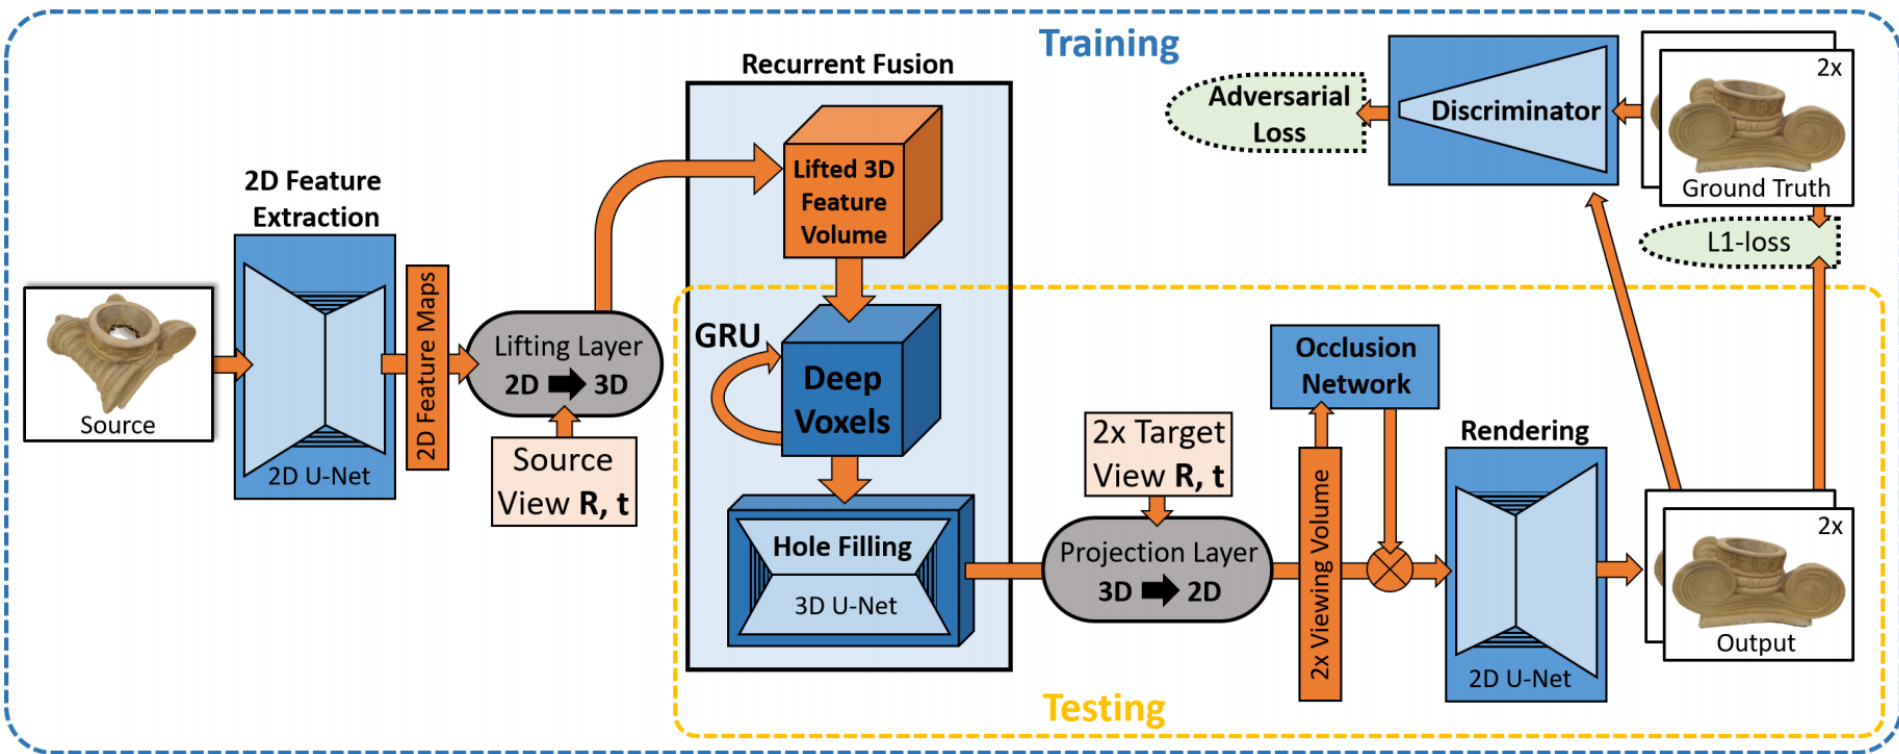 Training
Recurrent Fusion
2x
Adversarial
Loss
Discriminator
Ground Truth
L1-loss
2D Feature
Extraction
Lifted 3D
Feature
Volume
Source
2D U-Net
2D Feature Maps
Lifting Layer
2D 3D
Source
View R, t
GRU
Deep
Voxels
Hole Filling
3D U-Net
2x Target
View R, t
Projection Layer
3D 2D
Occlusion
Network
2x Viewing Volume
Rendering
2D U-Net
2x
Output
Testing